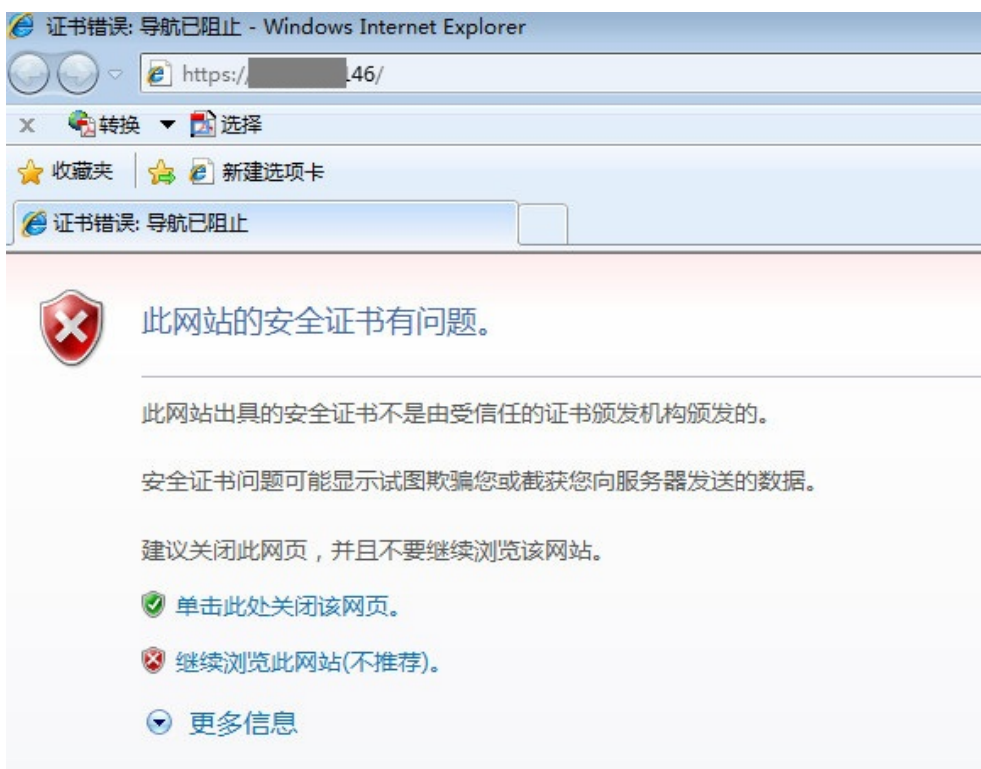 证书错误: 导航已阻止 - Windows Internet Explorer
https:/ .46/
x 转换 选择
收藏夹 新建选项卡
证书错误: 导航已阻止
此网站的安全证书有问题。
此网站出具的安全证书不是由受信任的证书颁发机构颁发的。
安全证书问题可能显示试图欺骗您或截获您向服务器发送的数据。
建议关闭此网页，并且不要继续浏览该网站。
单击此处关闭该网页。
继续浏览此网站(不推荐)。
更多信息